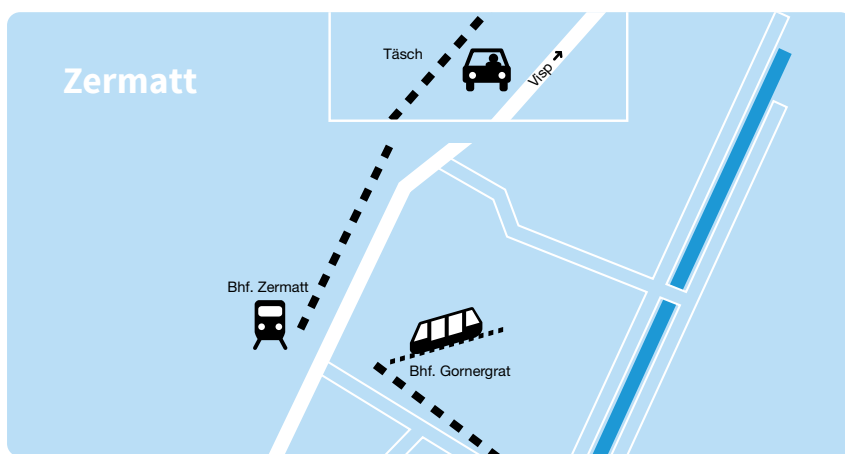 Zermatt
Täsch
Visp ➔
Bhf. Zermatt
Bhf. Gornergrat